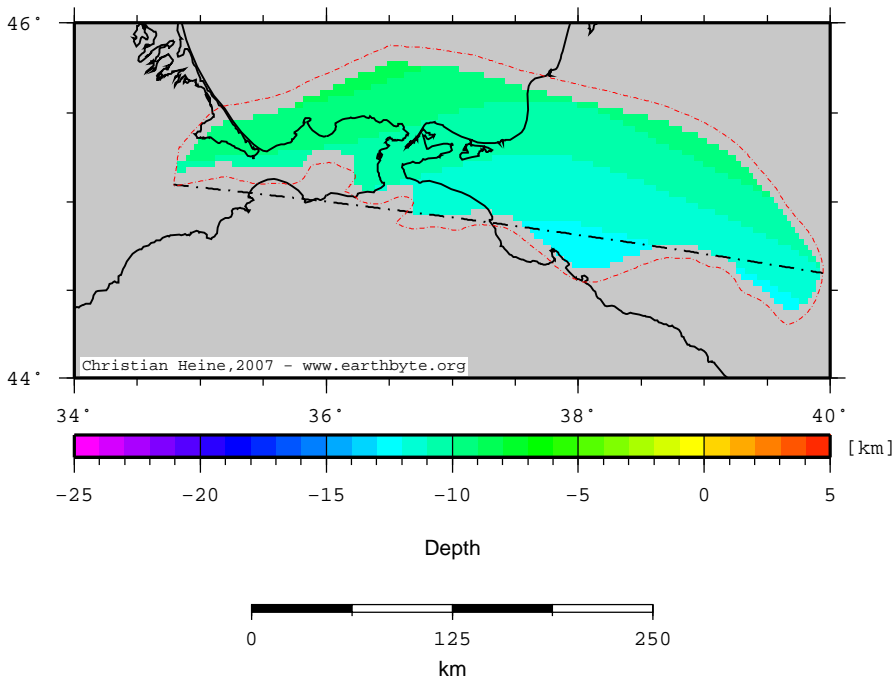 46°
44°
Christian Heine,2007 - www.earthbyte.org
34° 36° 38° 40°
[km]
−25 −20 −15 −10 −5 0 5
Depth
0 125 250
km